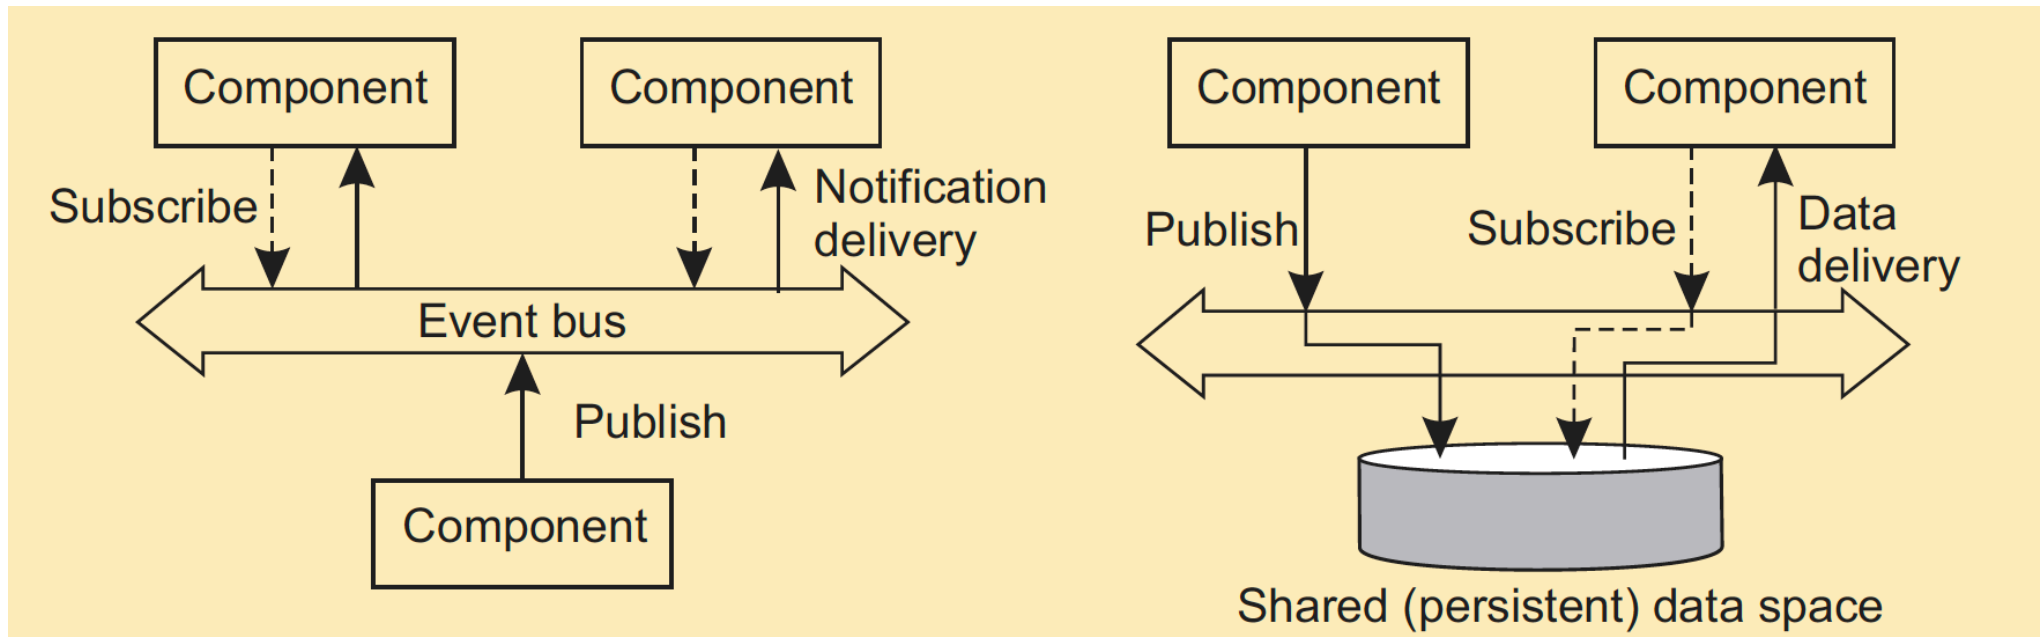 Component
Component
Subscribe
Notification
delivery
Event bus
Publish
Component
Component
Component
Publish
Subscribe
Data
delivery
Shared (persistent) data space